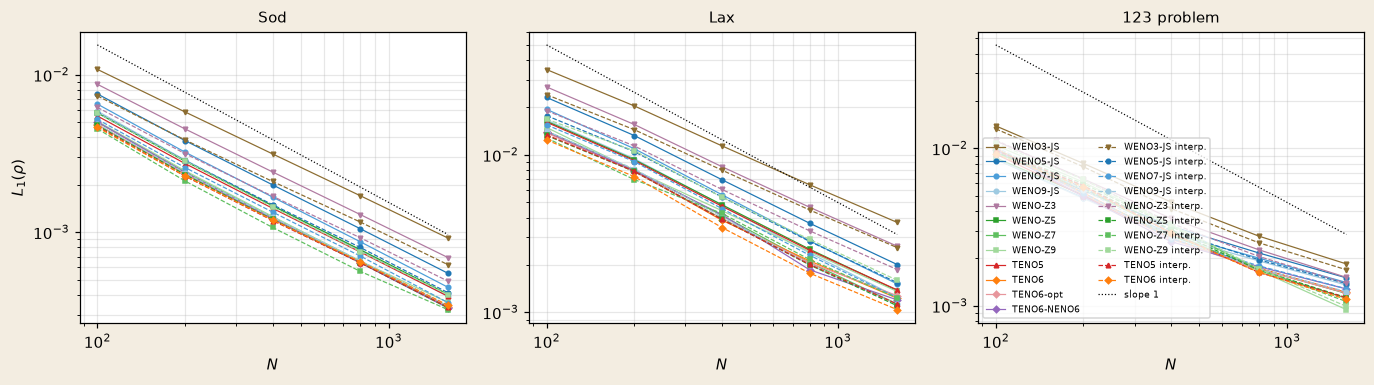 Sod
Lax
123 problem
10⁻²
10⁻³
L₁(ρ)
10²
10³
N
10⁻²
10⁻³
10²
10³
N
10⁻²
10⁻³
10²
10³
N
WENO3-JS
WENO5-JS
WENO7-JS
WENO9-JS
WENO-Z3
WENO-Z5
WENO-Z7
WENO-Z9
TENO5
TENO6
TENO6-opt
TENO6-NENO6
WENO3-JS interp.
WENO5-JS interp.
WENO7-JS interp.
WENO9-JS interp.
WENO-Z3 interp.
WENO-Z5 interp.
WENO-Z7 interp.
WENO-Z9 interp.
TENO5 interp.
TENO6 interp.
slope 1